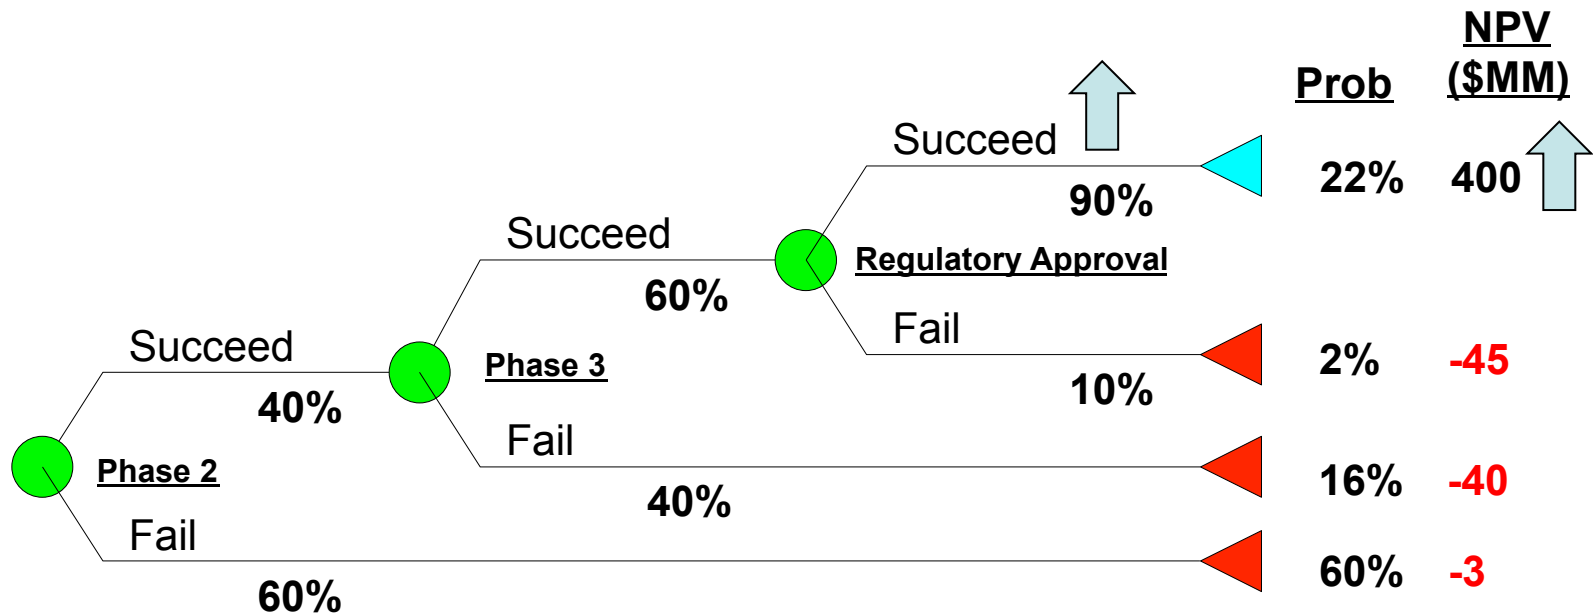 NPV
Prob ($MM)
Succeed
90%
22% 400
Succeed
60%
Regulatory Approval
Fail
10%
2% -45
Succeed
40%
Phase 3
Fail
40%
16% -40
Phase 2
Fail
60%
60% -3